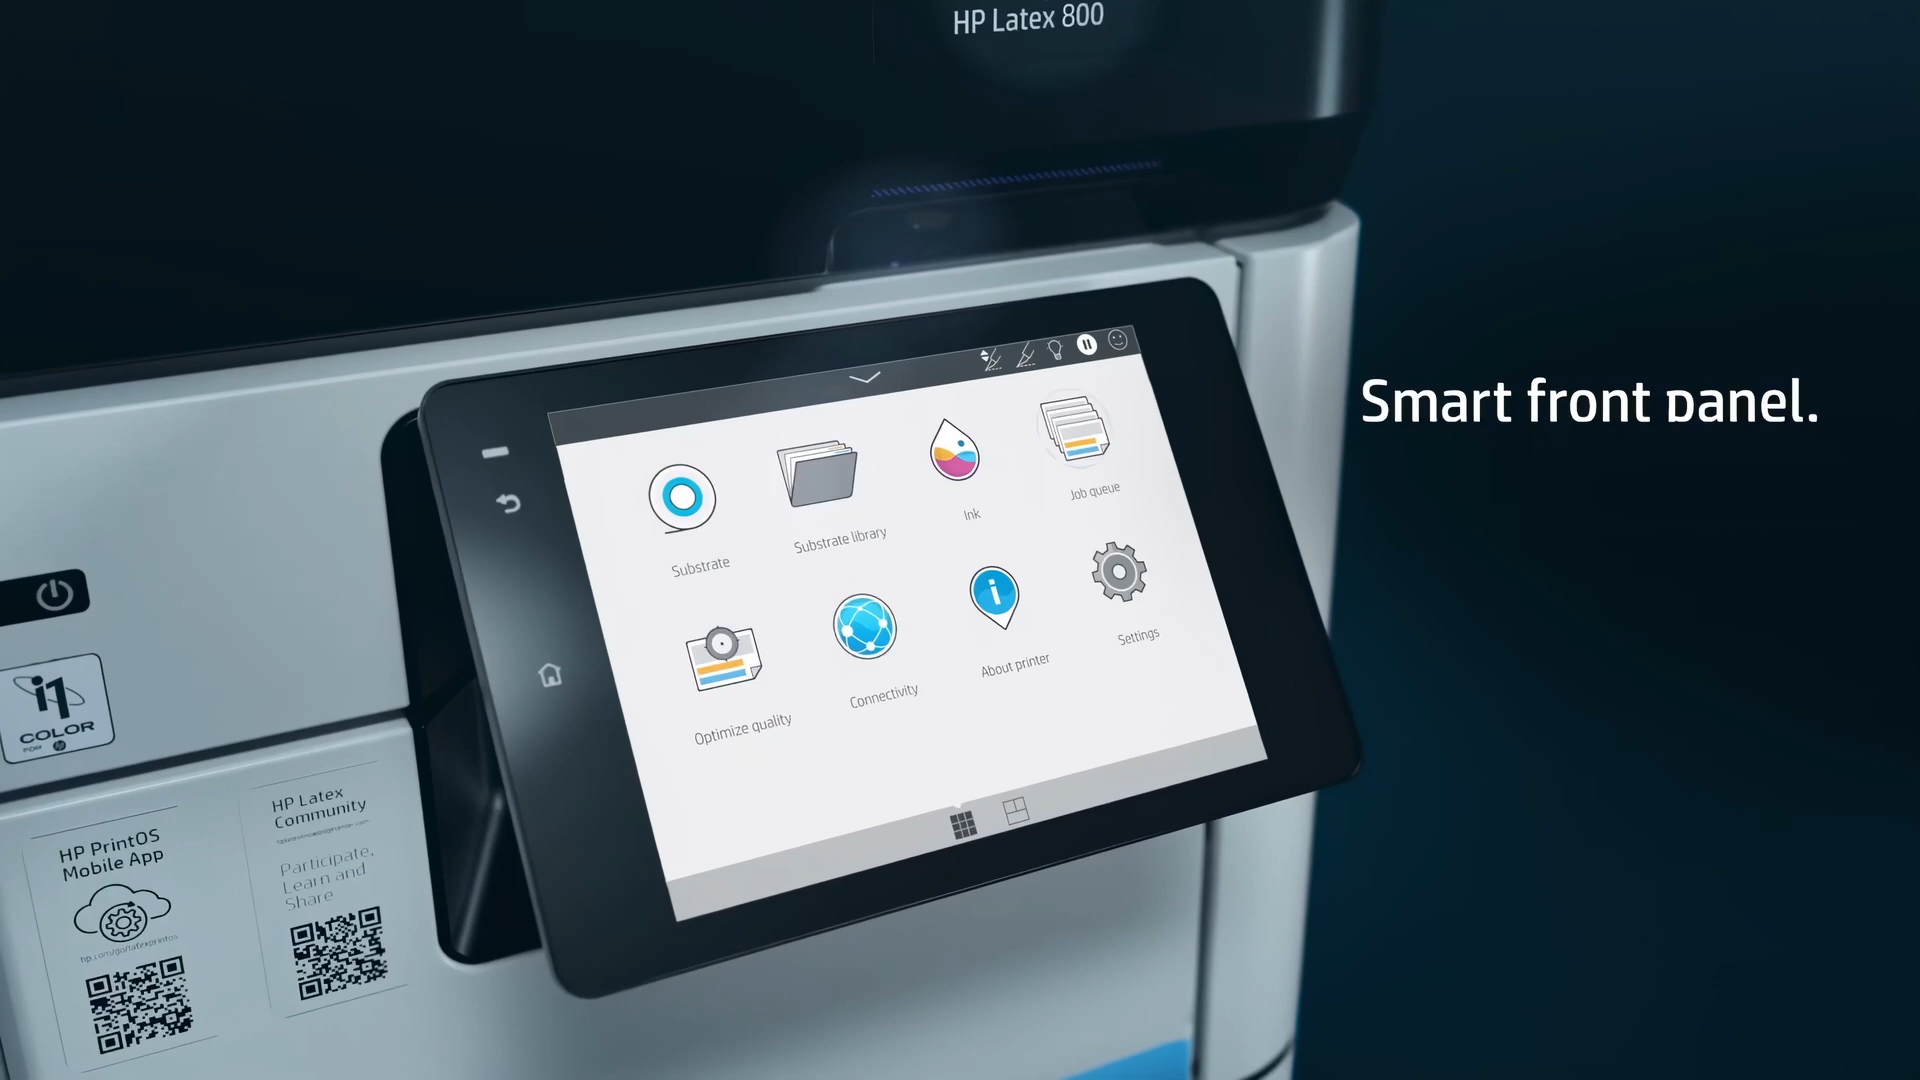 HP Latex 800
Smart front panel.
Substrate
Substrate library
Ink
Job queue
Optimize quality
Connectivity
About printer
Settings
i1
COLOR
HP PrintOS
Mobile App
HP Latex
Community
Participate,
Learn and
Share